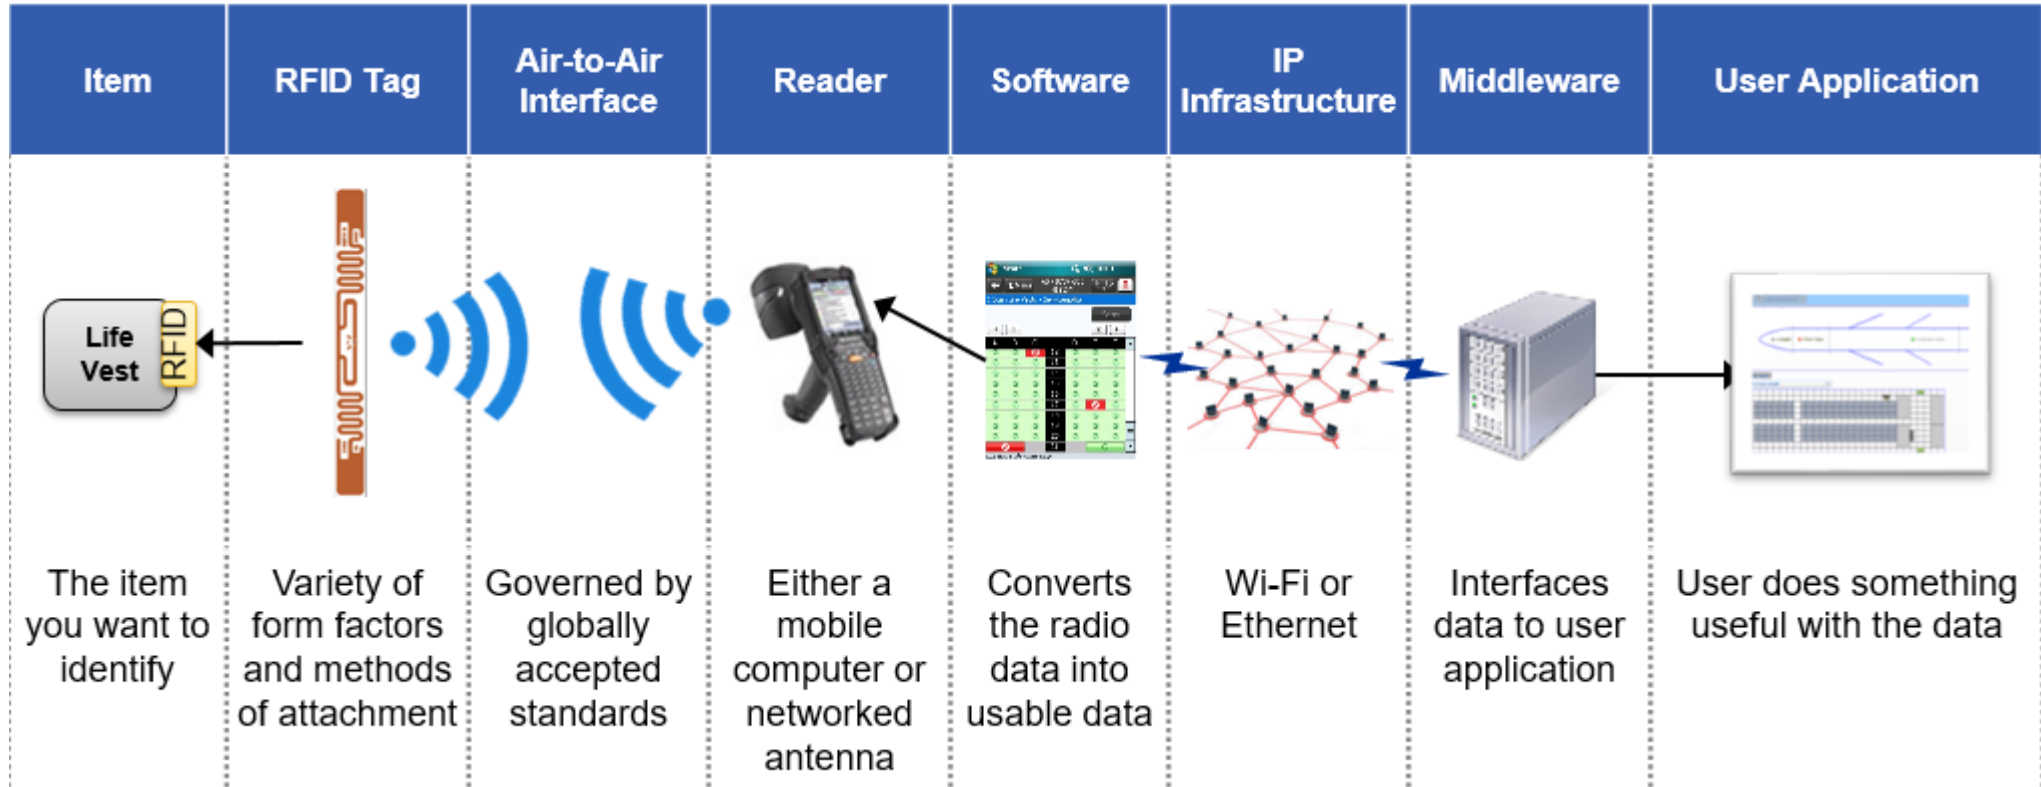 Item
RFID Tag
Air-to-Air
Interface
Reader
Software
IP
Infrastructure
Middleware
User Application
Life
Vest
RFID
The item
you want to
identify
Variety of
form factors
and methods
of attachment
Governed by
globally
accepted
standards
Either a
mobile
computer or
networked
antenna
Converts
the radio
data into
usable data
Wi-Fi or
Ethernet
Interfaces
data to user
application
User does something
useful with the data